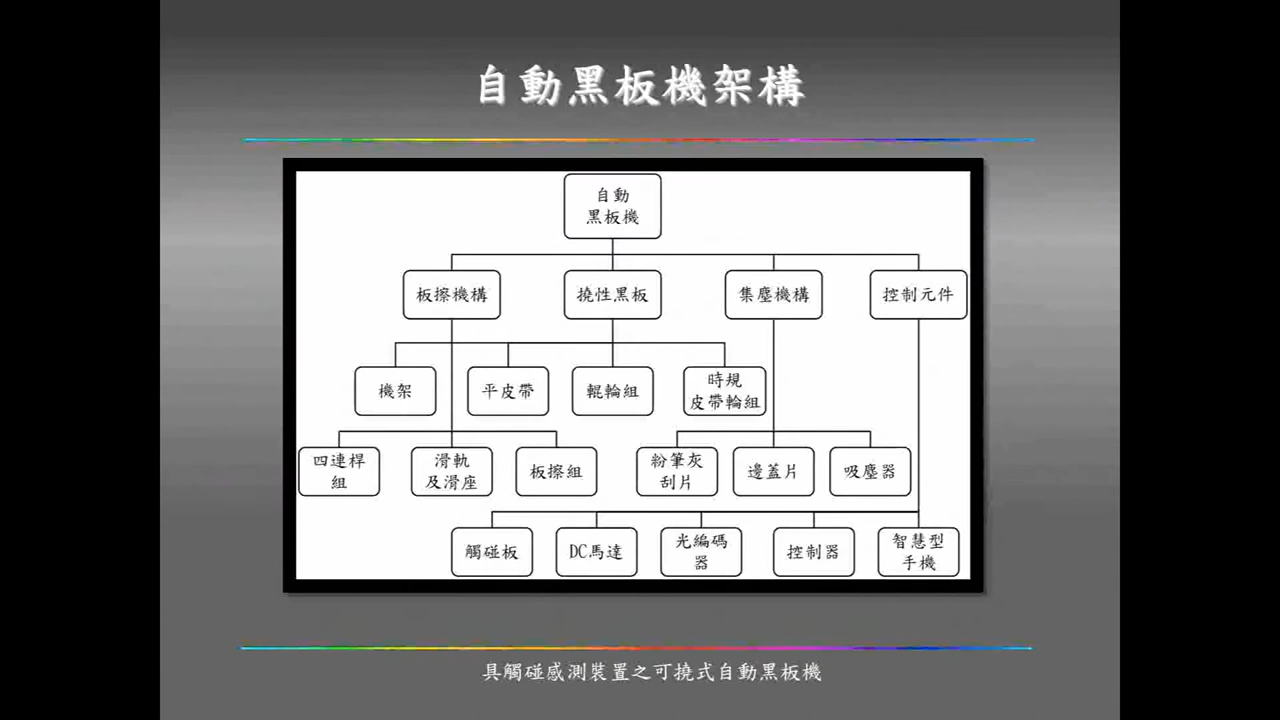 自動黑板機架構
自動
黑板機
板擦機構
撓性黑板
集塵機構
控制元件
機架
平皮帶
輥輪組
時規
皮帶輪組
四連桿
組
滑軌
及滑座
板擦組
粉筆灰
刮片
邊蓋片
吸塵器
觸碰板
DC馬達
光編碼
器
控制器
智慧型
手機
具觸碰感測裝置之可撓式自動黑板機